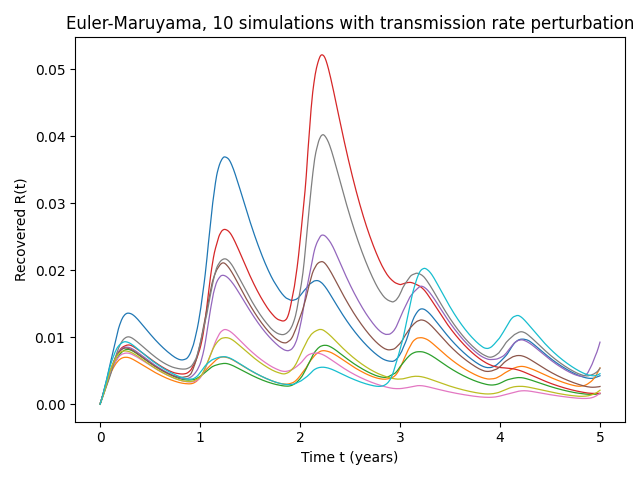 Euler-Maruyama, 10 simulations with transmission rate perturbation
Recovered R(t)
0.05
0.04
0.03
0.02
0.01
0.00
0 1 2 3 4 5
Time t (years)